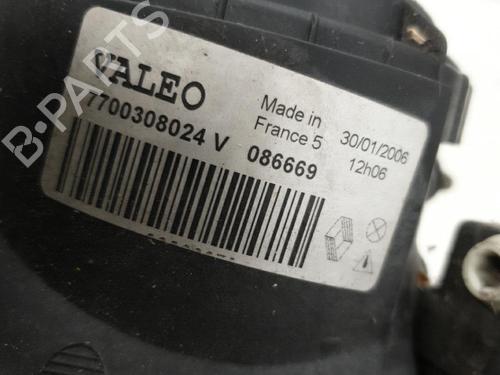 B-PARTS
VALEO
7700308024 V
086669
Made in
France 5
30/01/2006
12h06